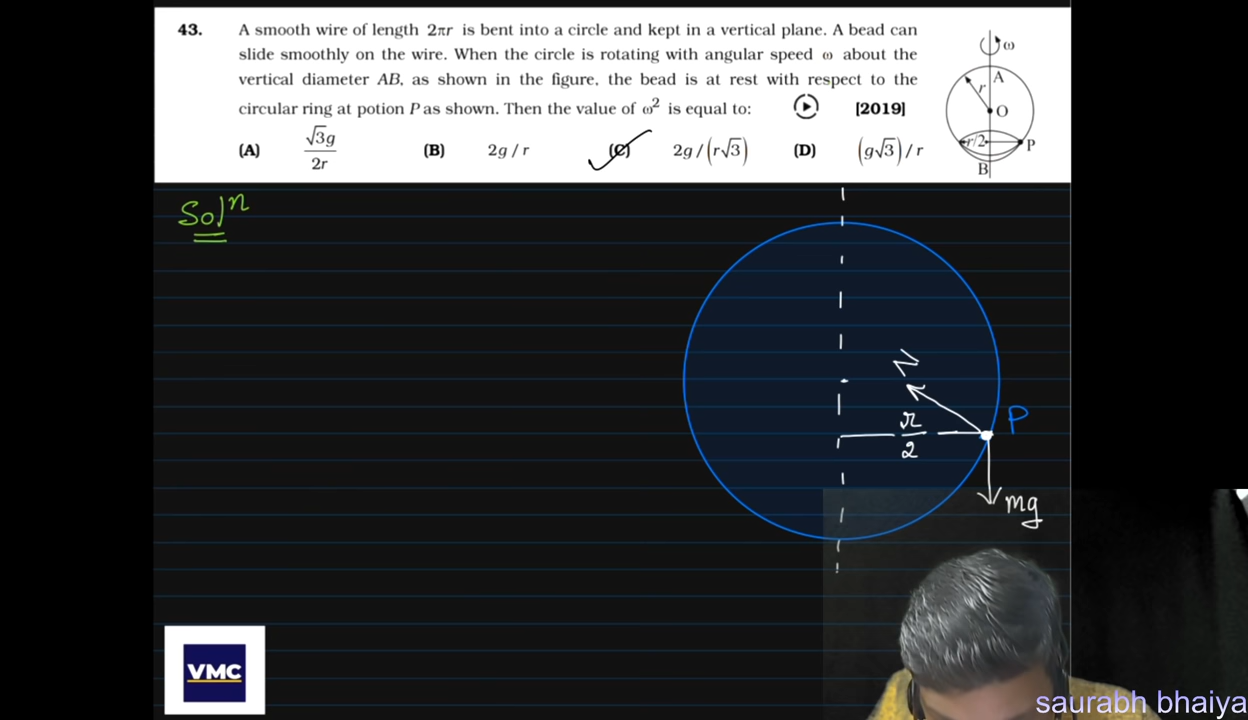 43. A smooth wire of length 2πr is bent into a circle and kept in a vertical plane. A bead can
slide smoothly on the wire. When the circle is rotating with angular speed ω about the
vertical diameter AB, as shown in the figure, the bead is at rest with respect to the
circular ring at potion P as shown. Then the value of ω² is equal to: [2019]
(A) √3g/2r (B) 2g / r (C) 2g / (r√3) (D) (g√3) / r
ω
A
r
O
r/2
P
B
Solⁿ
N
P
r/2
mg
VMC
saurabh bhaiya